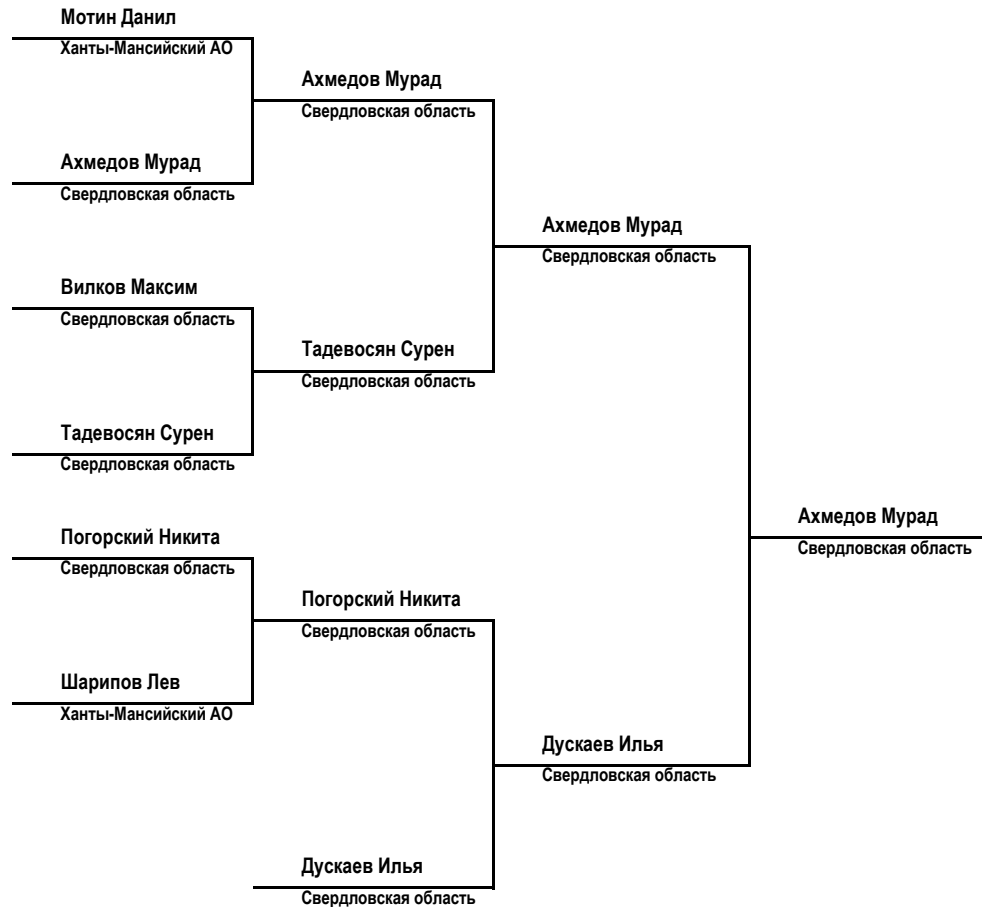 Мотин Данил
Ханты-Мансийский АО
Ахмедов Мурад
Свердловская область
Ахмедов Мурад
Свердловская область
Ахмедов Мурад
Свердловская область
Вилков Максим
Свердловская область
Тадевосян Сурен
Свердловская область
Тадевосян Сурен
Свердловская область
Ахмедов Мурад
Свердловская область
Погорский Никита
Свердловская область
Погорский Никита
Свердловская область
Шарипов Лев
Ханты-Мансийский АО
Дускаев Илья
Свердловская область
Дускаев Илья
Свердловская область